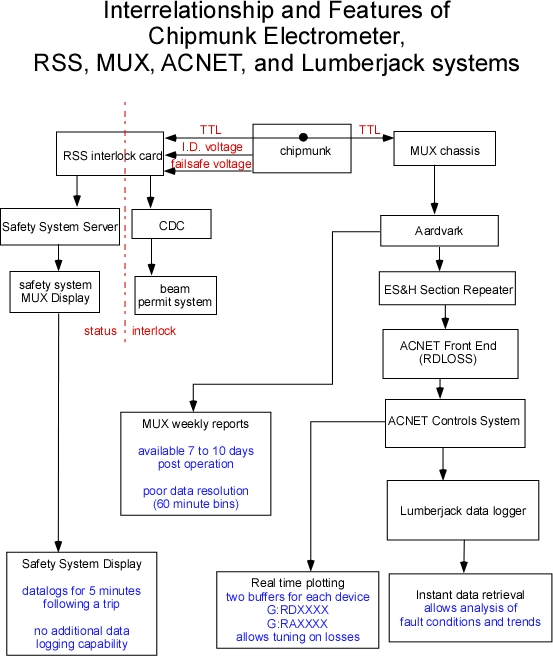 Interrelationship and Features of
Chipmunk Electrometer,
RSS, MUX, ACNET, and Lumberjack systems
TTL
TTL
I.D. voltage
failsafe voltage
RSS interlock card
chipmunk
MUX chassis
Safety System Server
CDC
Aardvark
safety system
MUX Display
beam
permit system
ES&H Section Repeater
status
interlock
ACNET Front End
(RDLOSS)
MUX weekly reports
available 7 to 10 days
post operation
poor data resolution
(60 minute bins)
ACNET Controls System
Lumberjack data logger
Safety System Display
datalogs for 5 minutes
following a trip
no additional data
logging capability
Real time plotting
two buffers for each device
G:RDXXXX
G:RAXXXX
allows tuning on losses
Instant data retrieval
allows analysis of
fault conditions and trends